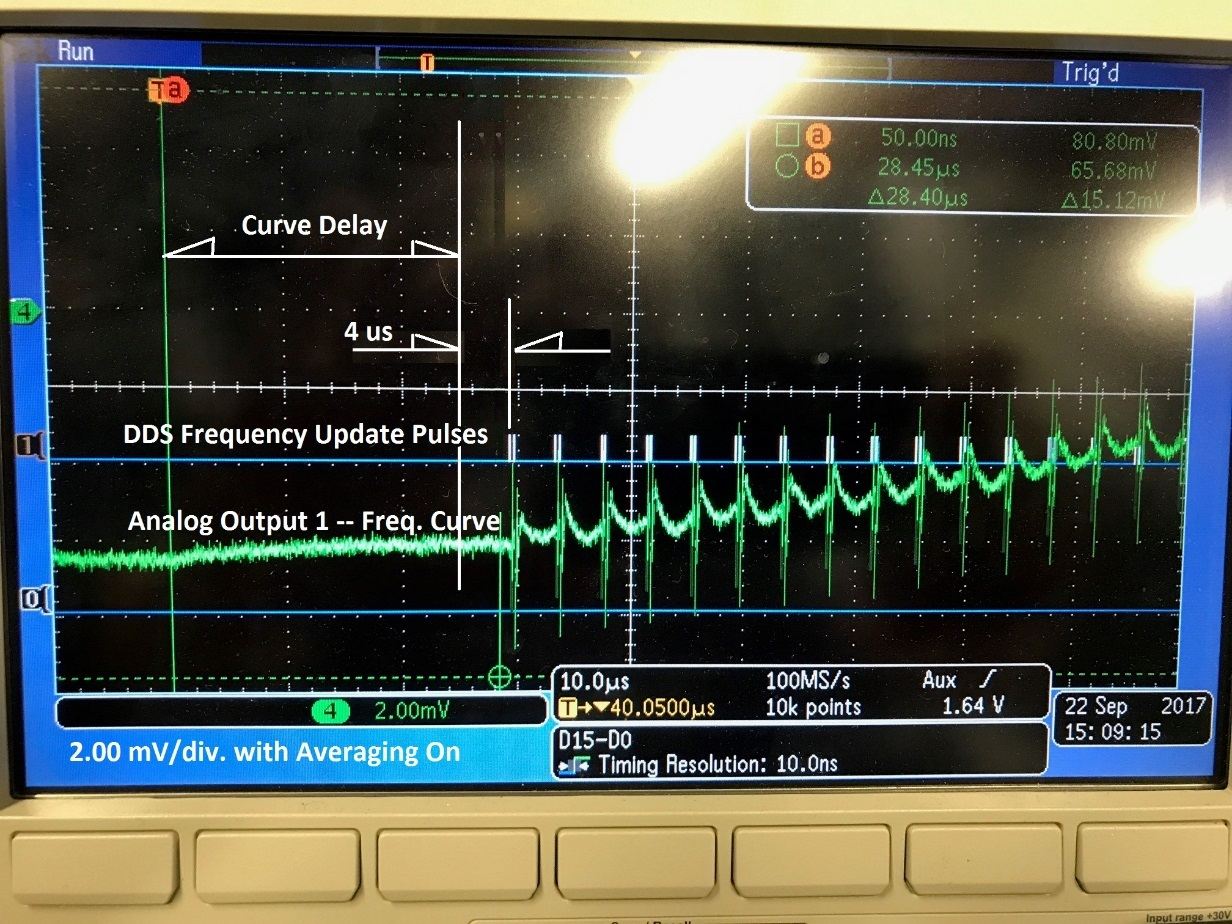 Run
T
Trig'd
T a
a 50.00ns 80.80mV
b 28.45µs 65.68mV
Δ28.40µs Δ15.12mV
Curve Delay
4
4 us
DDS Frequency Update Pulses
1
Analog Output 1 -- Freq. Curve
0
4 2.00mV
10.0µs 100MS/s Aux
T→▼40.0500µs 10k points 1.64 V
22 Sep 2017
15:09:15
2.00 mV/div. with Averaging On
D15-D0
Timing Resolution: 10.0ns
Input range +30V